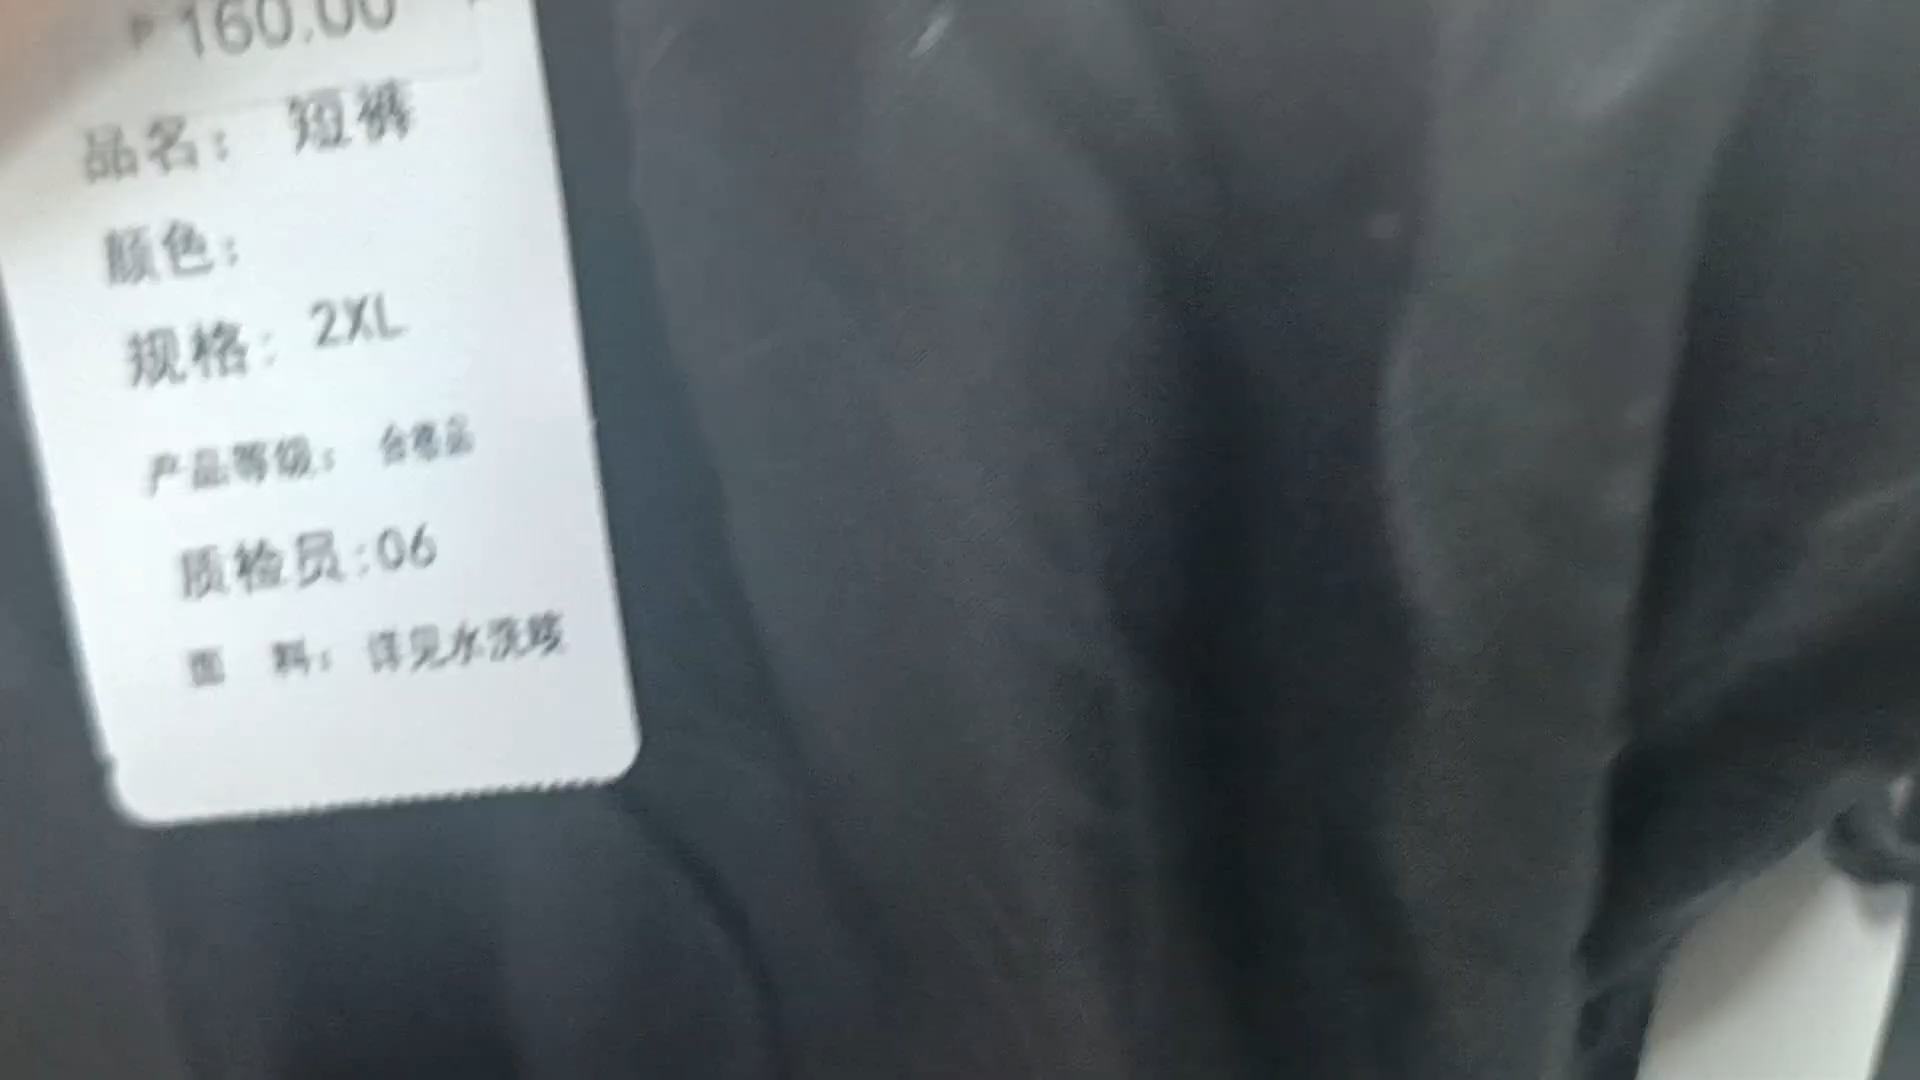 160.00
品名： 短裤
颜色：
规格： 2XL
产品等级： 合格品
质检员:06
面 料： 详见水洗唛